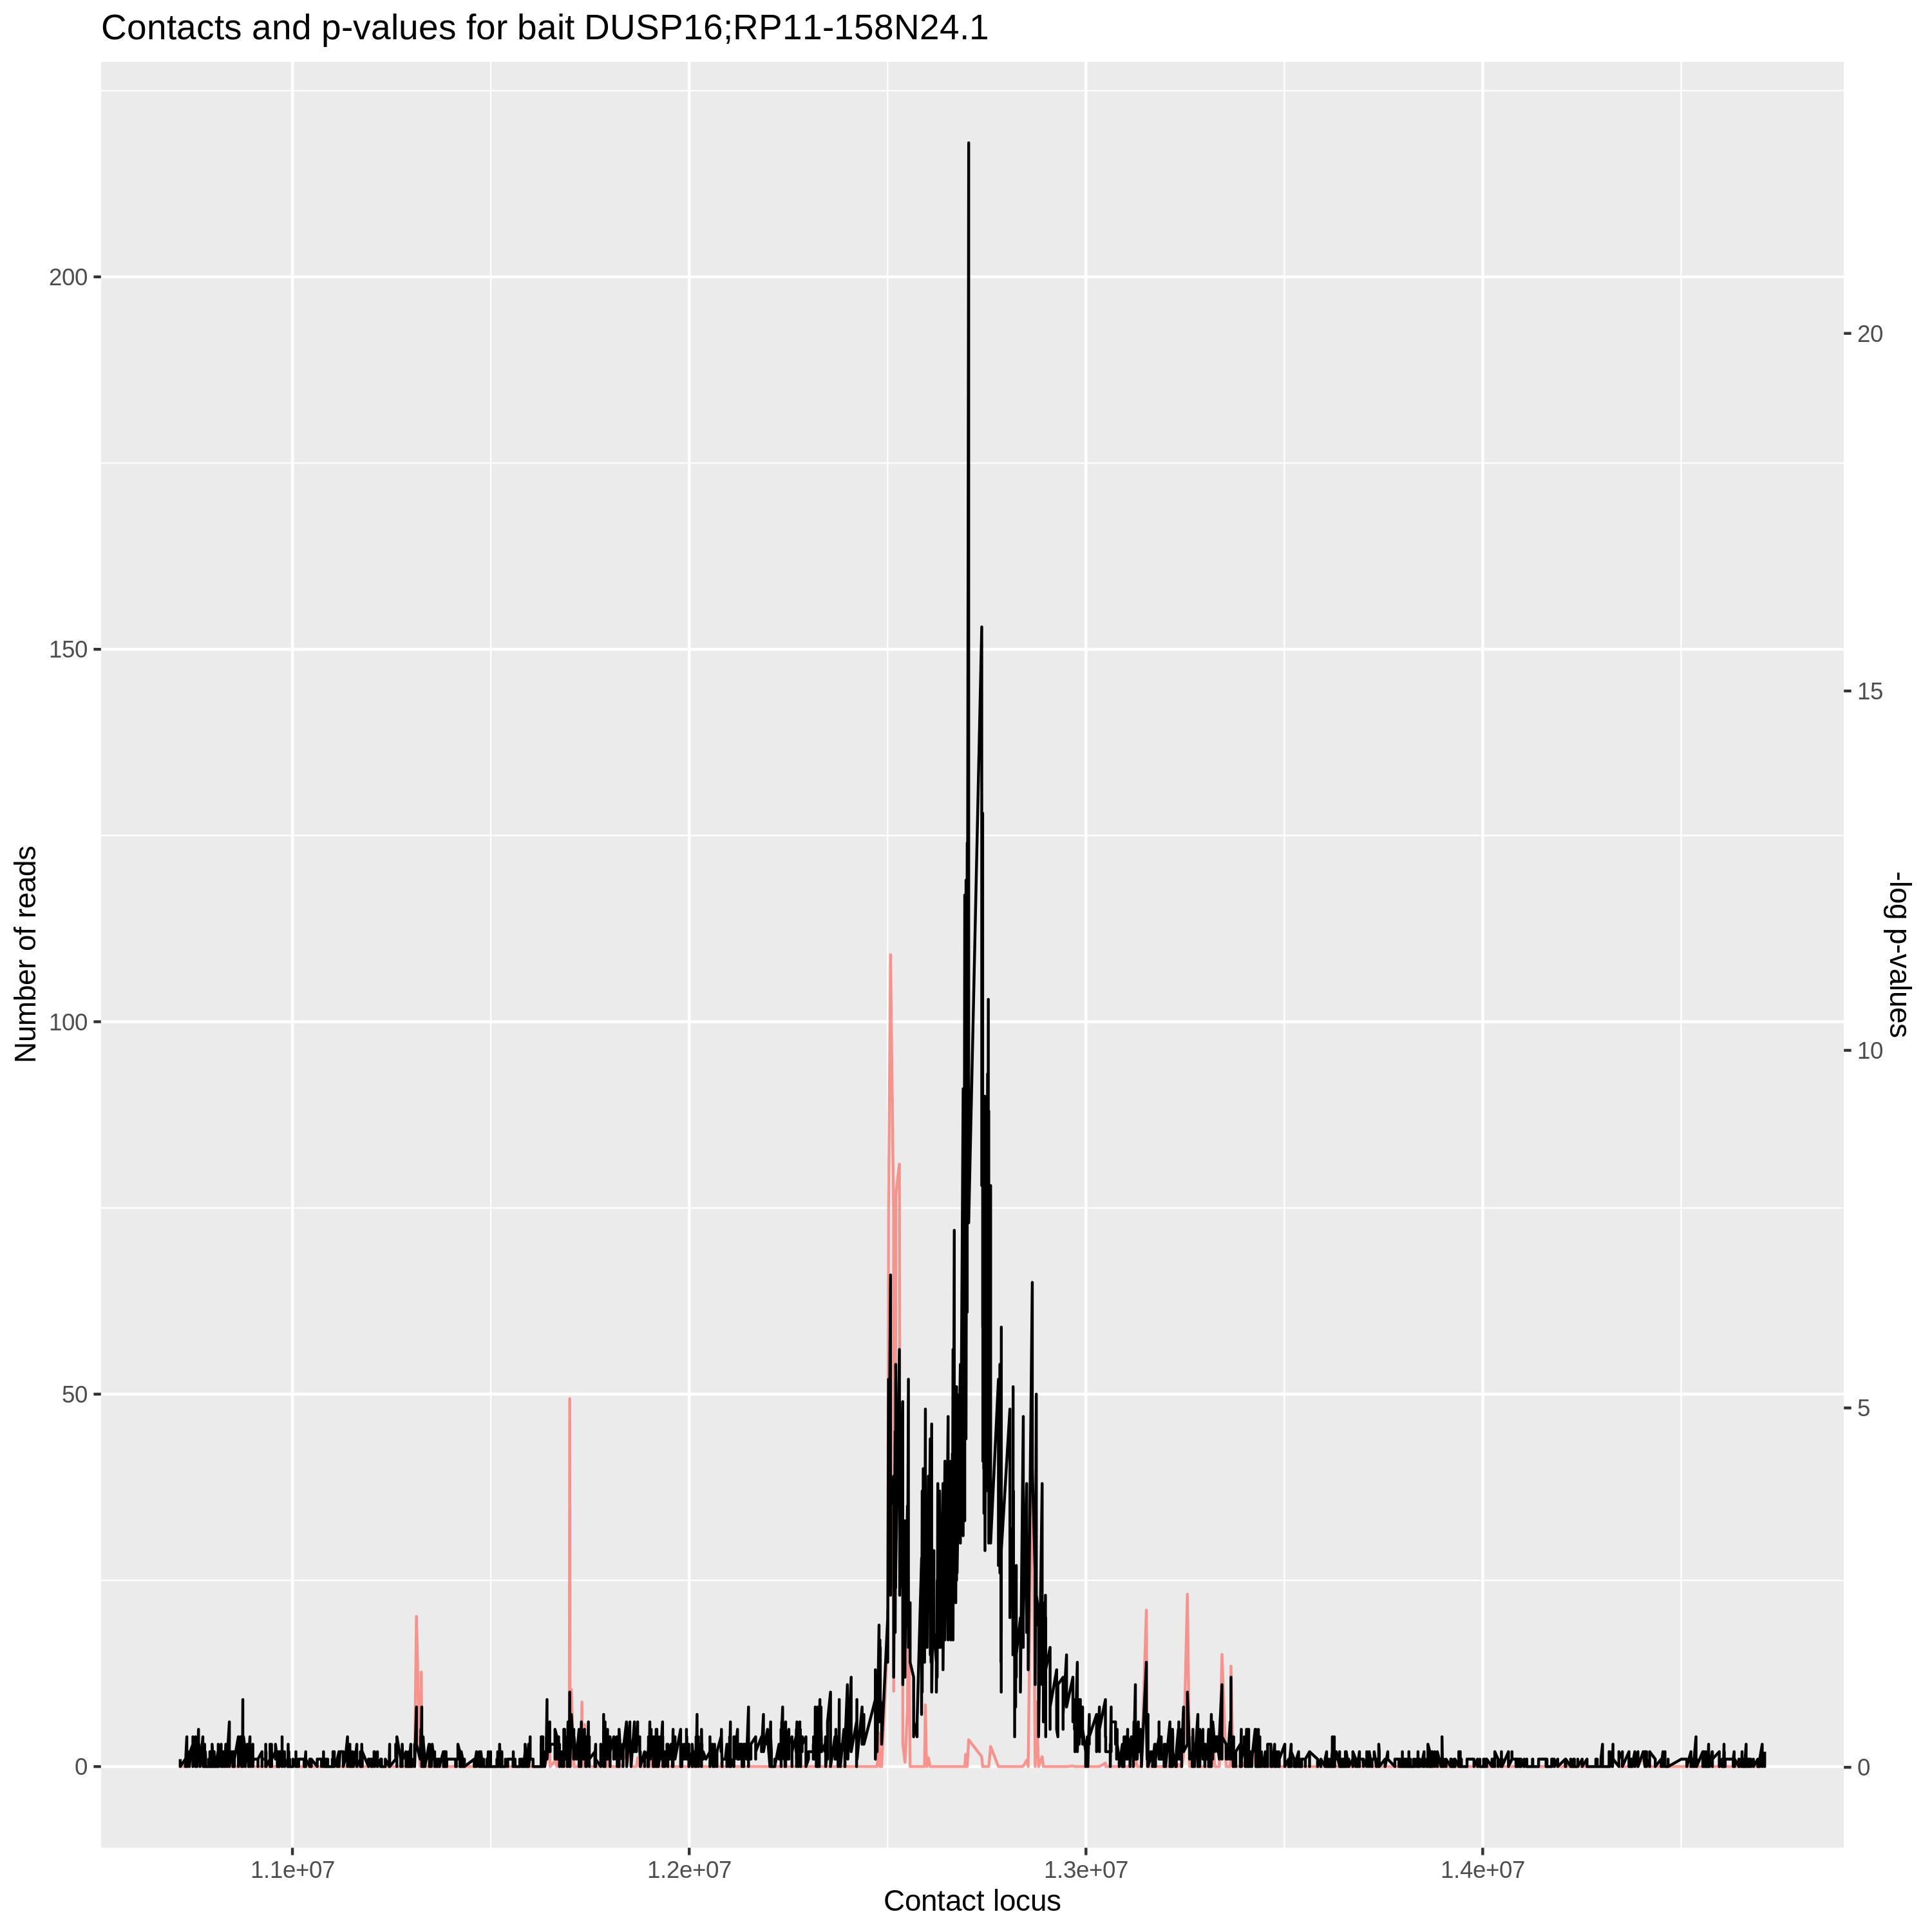 Contacts and p-values for bait DUSP16;RP11-158N24.1
Number of reads
200
150
100
50
0
20
15
10
5
0
-log p-values
1.1e+07 1.2e+07 1.3e+07 1.4e+07
Contact locus